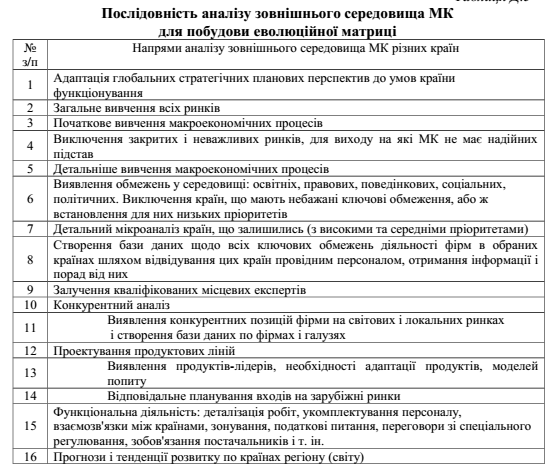 Послідовність аналізу зовнішнього середовища МК
для побудови еволюційної матриці
№ Напрями аналізу зовнішнього середовища МК різних країн
з/п
1 Адаптація глобальних стратегічних планових перспектив до умов країни
функціонування
2 Загальне вивчення всіх ринків
3 Початкове вивчення макроекономічних процесів
4 Виключення закритих і неважливих ринків, для виходу на які МК не має надійних
підстав
5 Детальніше вивчення макроекономічних процесів
6 Виявлення обмежень у середовищі: освітніх, правових, поведінкових, соціальних,
політичних. Виключення країн, що мають небажані ключові обмеження, або ж
встановлення для них низьких пріоритетів
7 Детальний мікроаналіз країн, що залишились (з високими та середніми пріоритетами)
8 Створення бази даних щодо всіх ключових обмежень діяльності фірм в обраних
країнах шляхом відвідування цих країн провідним персоналом, отримання інформації і
порад від них
9 Залучення кваліфікованих місцевих експертів
10 Конкурентний аналіз
11 Виявлення конкурентних позицій фірми на світових і локальних ринках
і створення бази даних по фірмах і галузях
12 Проектування продуктових ліній
13 Виявлення продуктів-лідерів, необхідності адаптації продуктів, моделей
попиту
14 Відповідальне планування входів на зарубіжні ринки
15 Функціональна діяльність: деталізація робіт, укомплектування персоналу,
взаємозв'язки між країнами, зонування, податкові питання, переговори зі спеціального
регулювання, зобов'язання постачальників і т. ін.
16 Прогнози і тенденції розвитку по країнах регіону (світу)